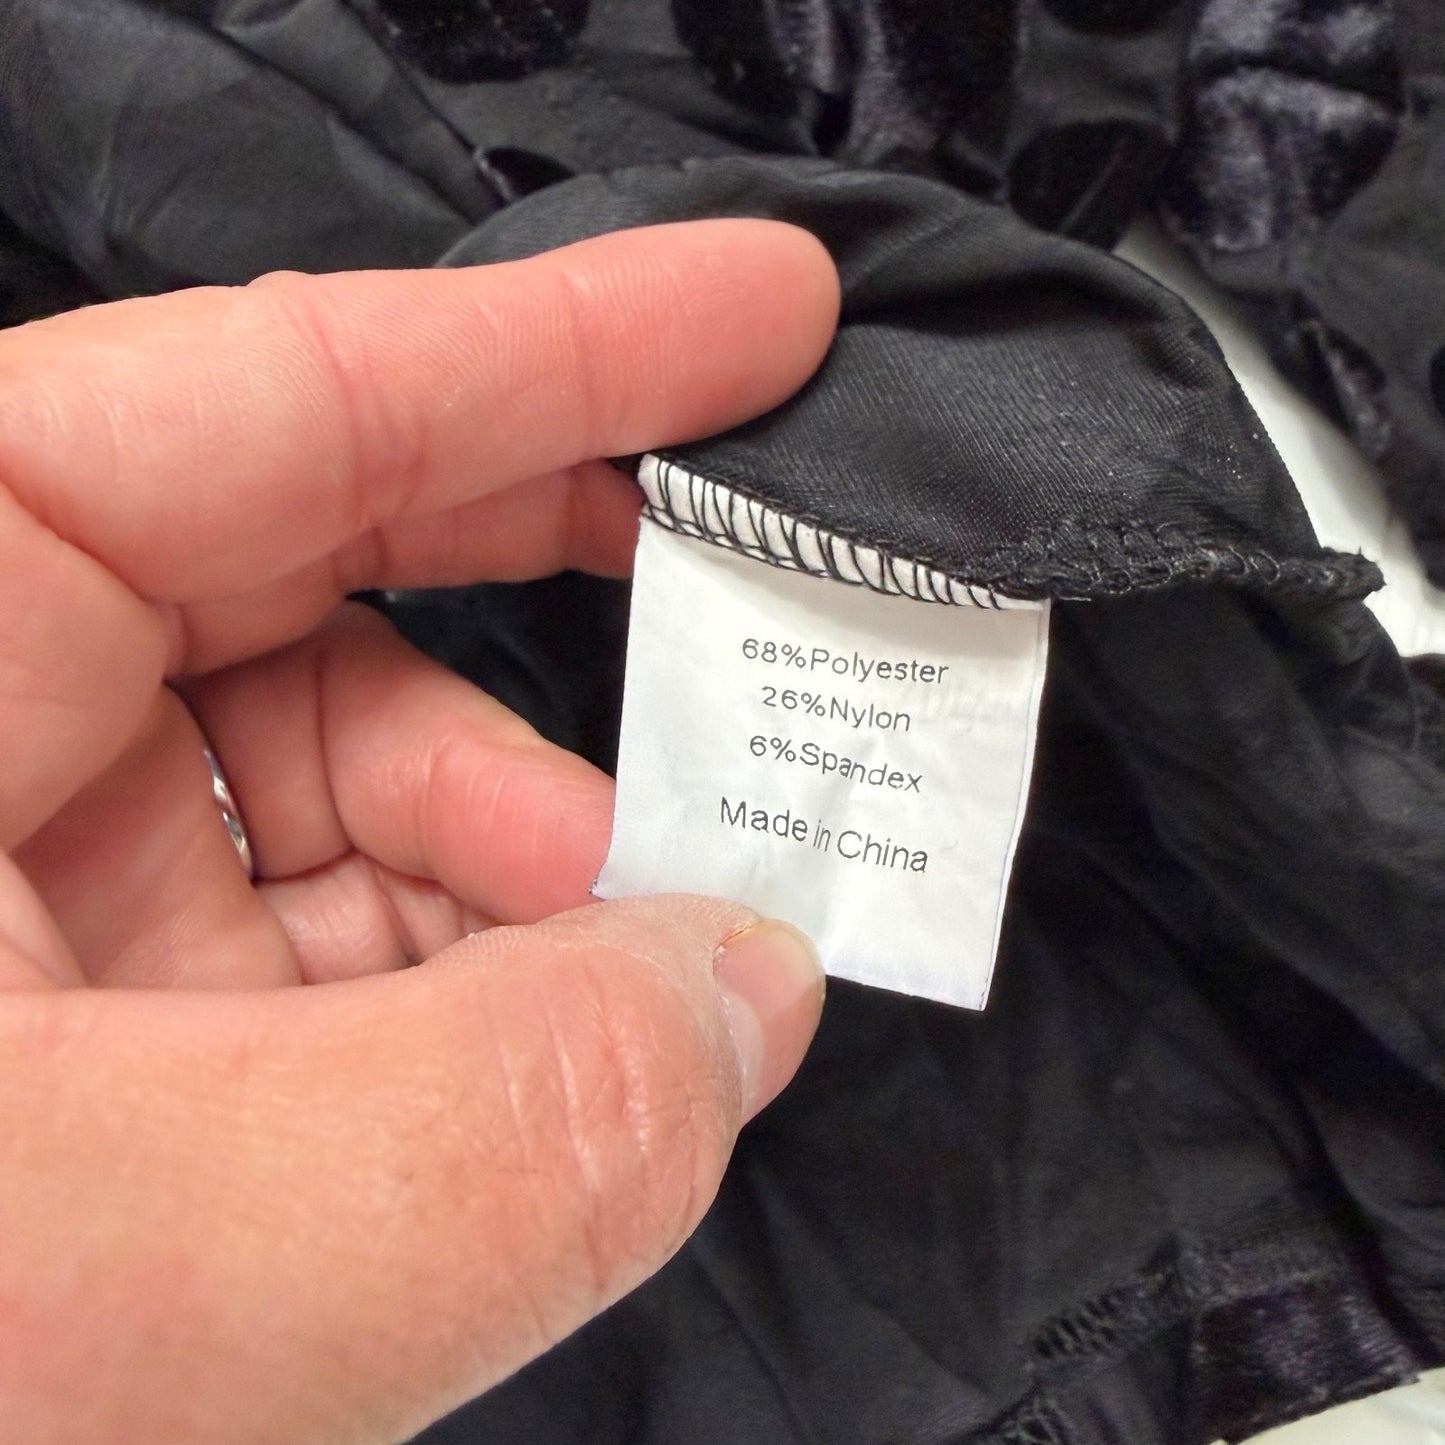 68%Polyester
26%Nylon
6%Spandex
Made in China